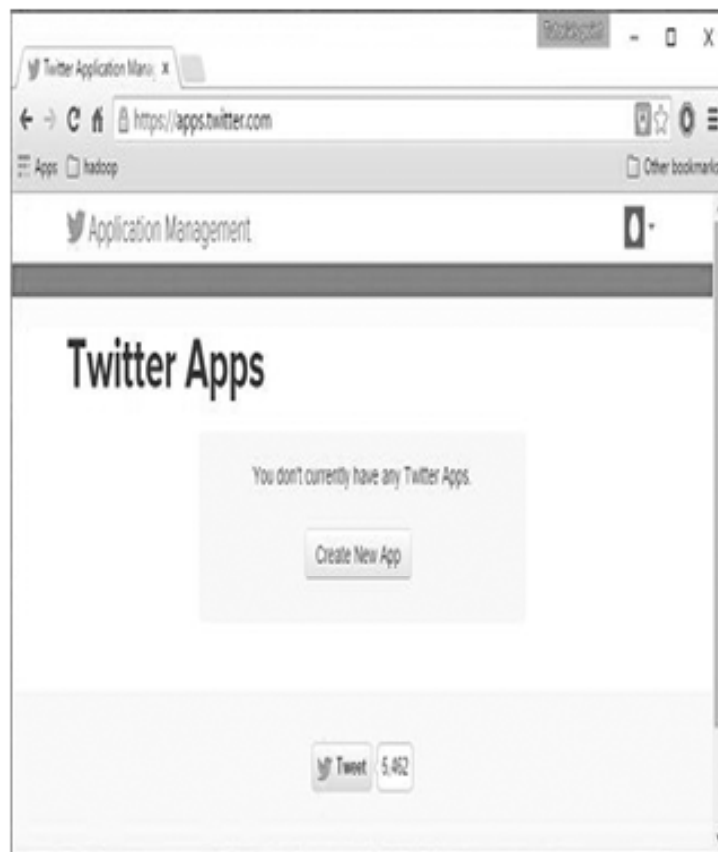 Twitter Application Mana
https://apps.twitter.com
Apps hadoop Other bookmarks
Application Management
Twitter Apps
You don't currently have any Twitter Apps.
Create New App
Tweet 5,462